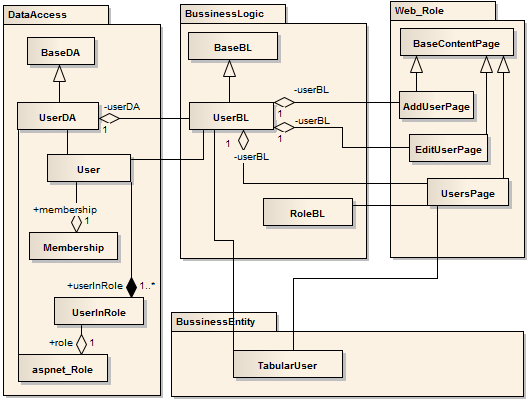 DataAccess
BussinessLogic
Web_Role
BaseDA
BaseBL
BaseContentPage
-userDA
-userBL
UserDA
1
UserBL
1
AddUserPage
-userBL
1
EditUserPage
1
-userBL
User
UsersPage
+membership
1
RoleBL
Membership
+userInRole
1..*
UserInRole
BussinessEntity
+role
1
aspnet_Role
TabularUser